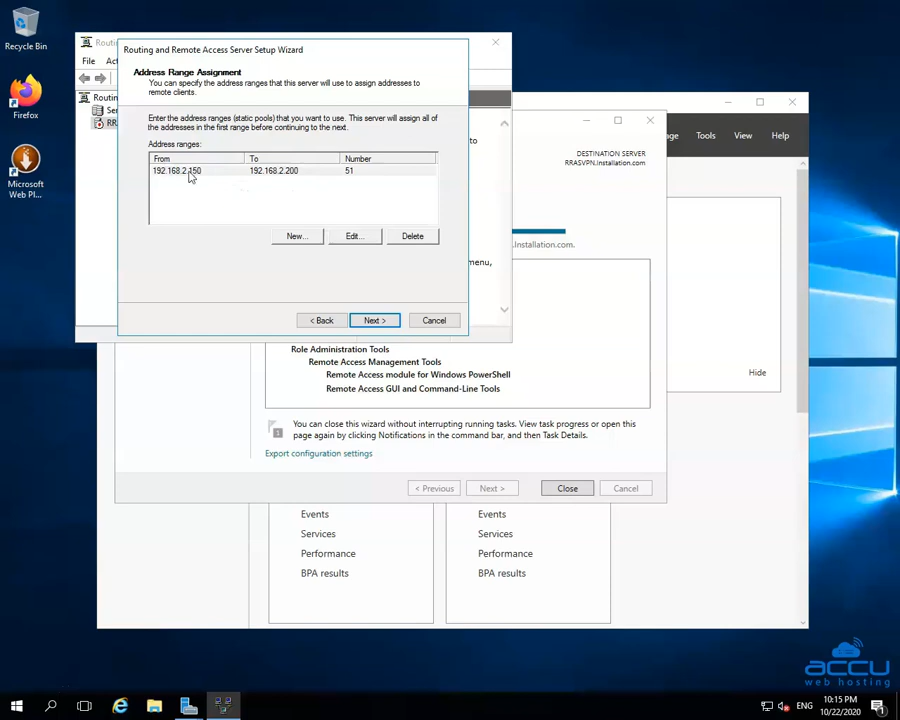 Recycle Bin
Firefox
Microsoft
Web Pl...
Routing and Remote Access Server Setup Wizard
Address Range Assignment
You can specify the address ranges that this server will use to assign addresses to
remote clients.
Enter the address ranges (static pools) that you want to use. This server will assign all of
the addresses in the first range before continuing to the next.
Address ranges:
From To Number
192.168.2.150 192.168.2.200 51
New... Edit... Delete
< Back Next > Cancel
File
Tools View Help
DESTINATION SERVER
RRASVPN.Installation.com
.Installation.com.
menu,
Role Administration Tools
Remote Access Management Tools
Remote Access module for Windows PowerShell
Remote Access GUI and Command-Line Tools
Hide
You can close this wizard without interrupting running tasks. View task progress or open this
page again by clicking Notifications in the command bar, and then Task Details.
Export configuration settings
< Previous Next > Close Cancel
Events Events
Services Services
Performance Performance
BPA results BPA results
accu
web hosting
ENG
10:15 PM
10/22/2020
1